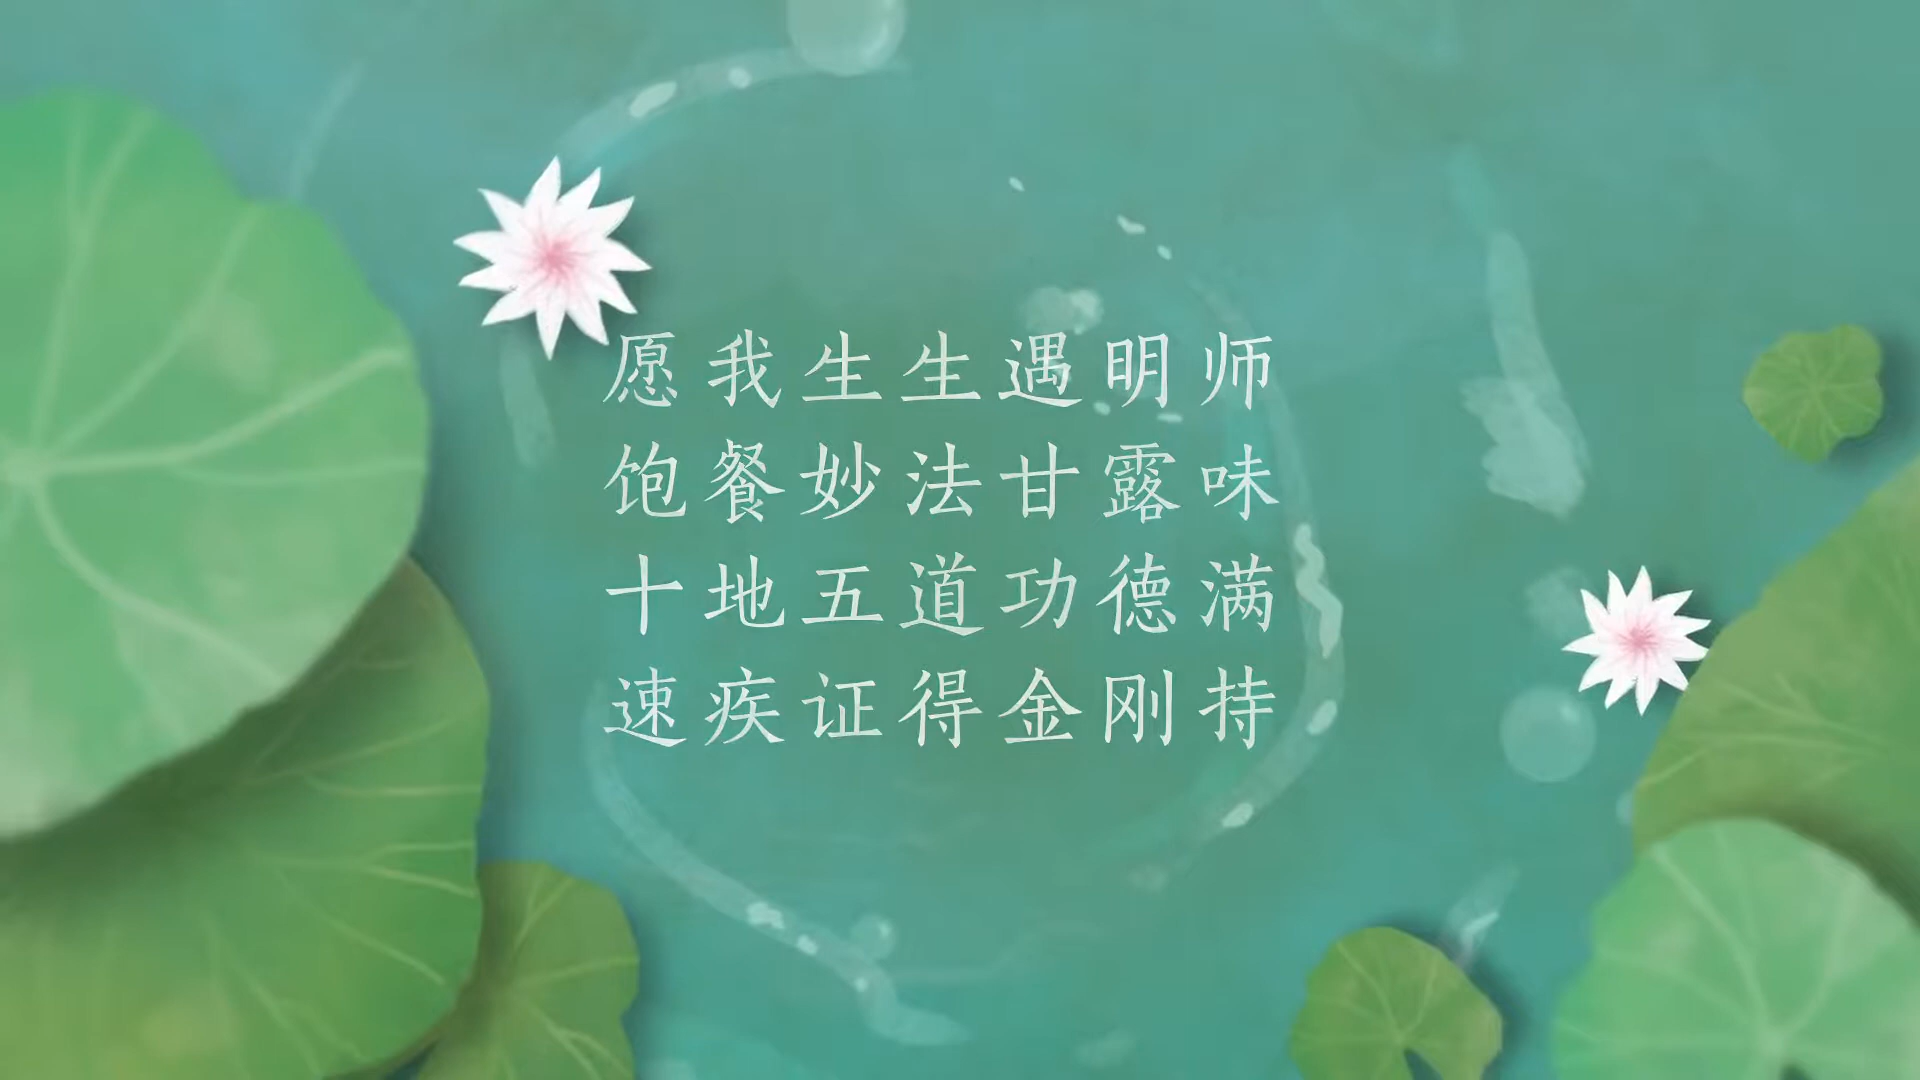 愿我生生遇明师
饱餐妙法甘露味
十地五道功德满
速疾证得金刚持